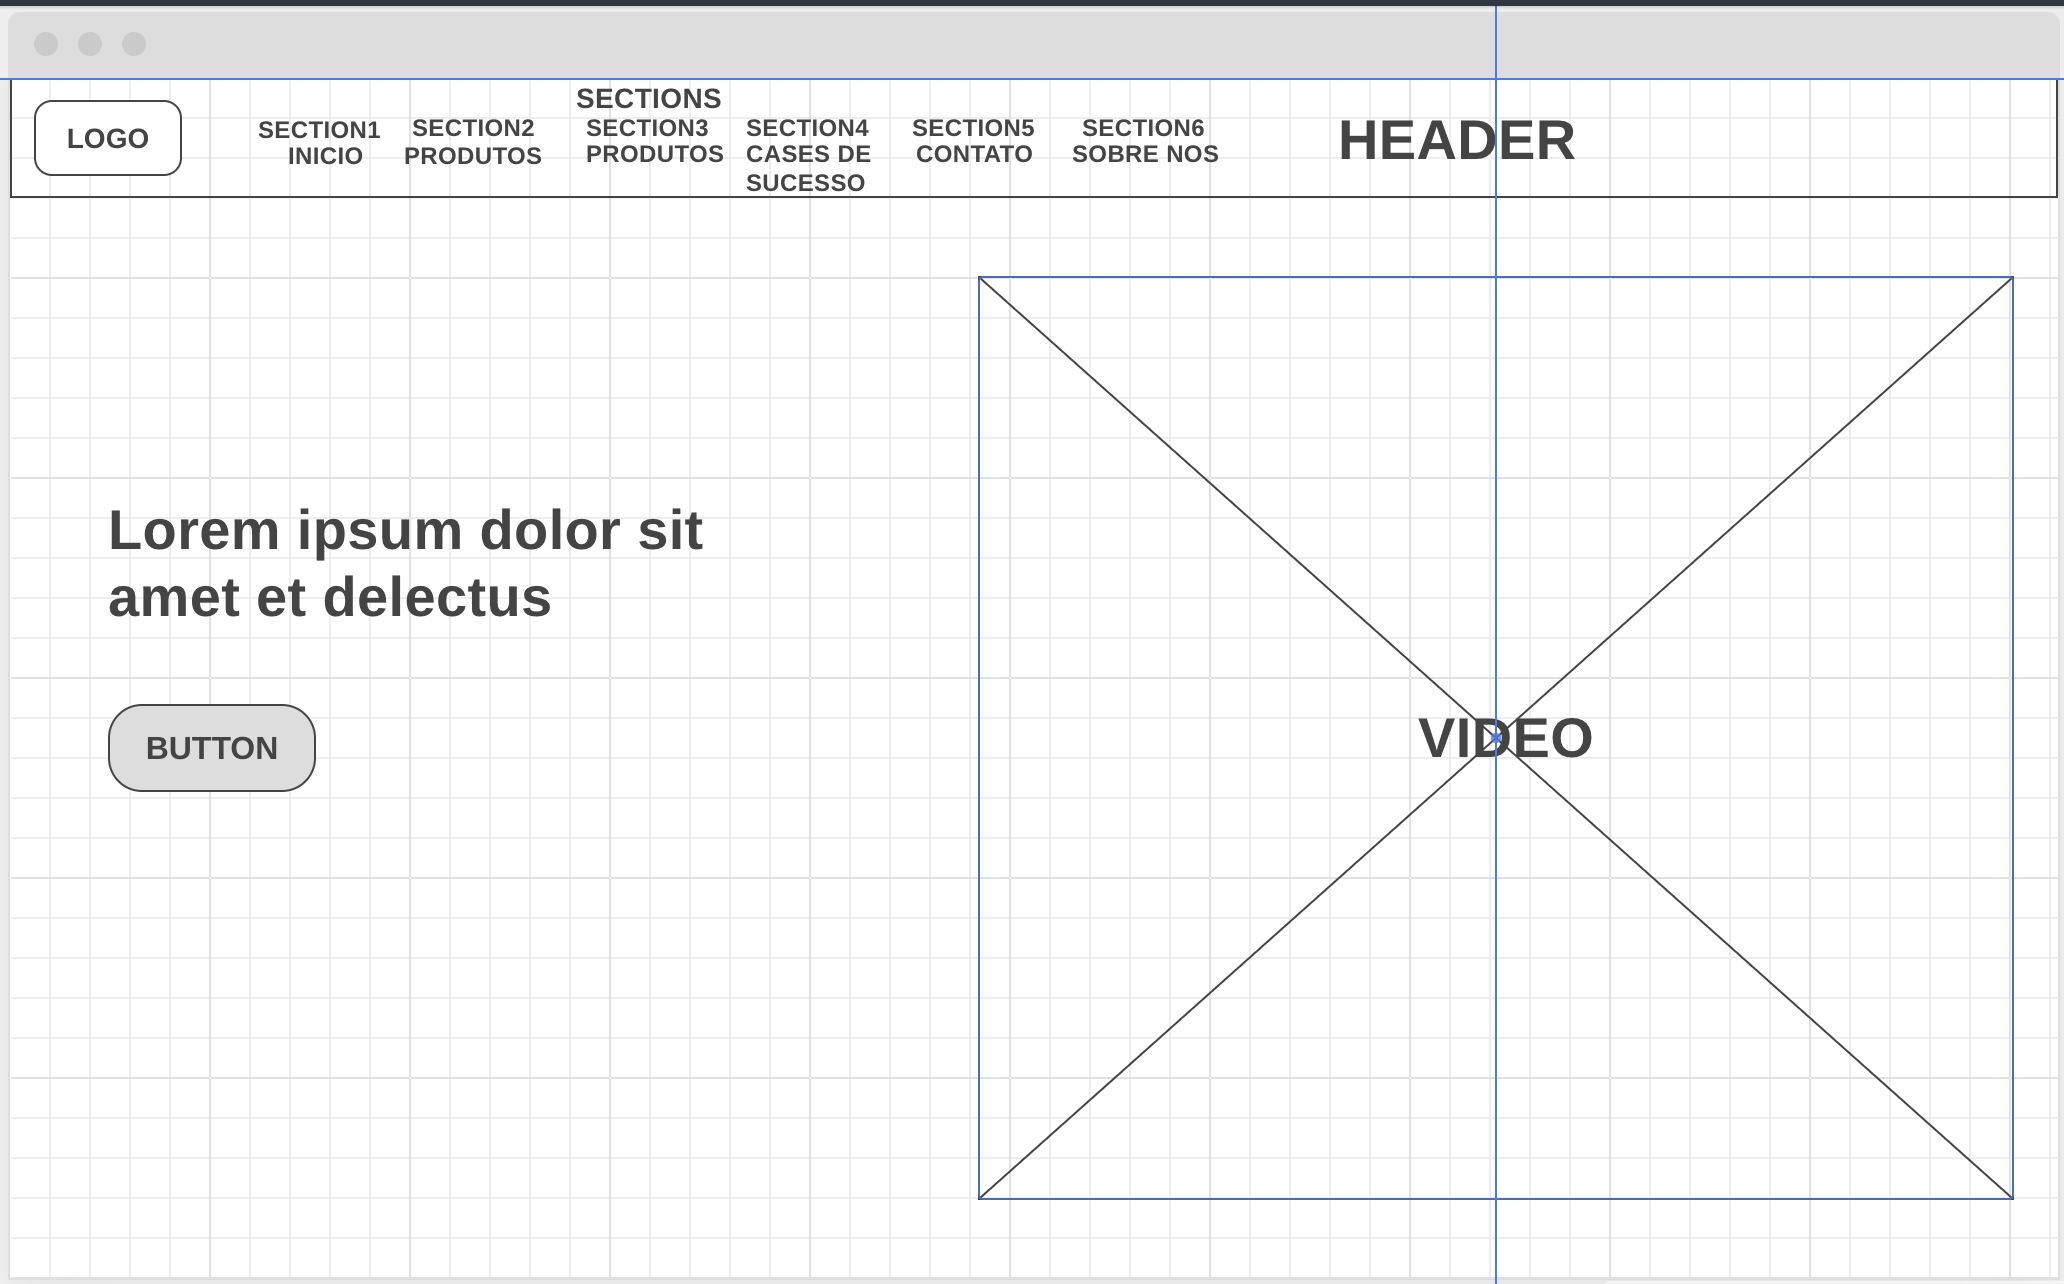 LOGO
SECTIONS
SECTION1
INICIO
SECTION2
PRODUTOS
SECTION3
PRODUTOS
SECTION4
CASES DE
SUCESSO
SECTION5
CONTATO
SECTION6
SOBRE NOS
HEADER
Lorem ipsum dolor sit
amet et delectus
BUTTON
VIDEO